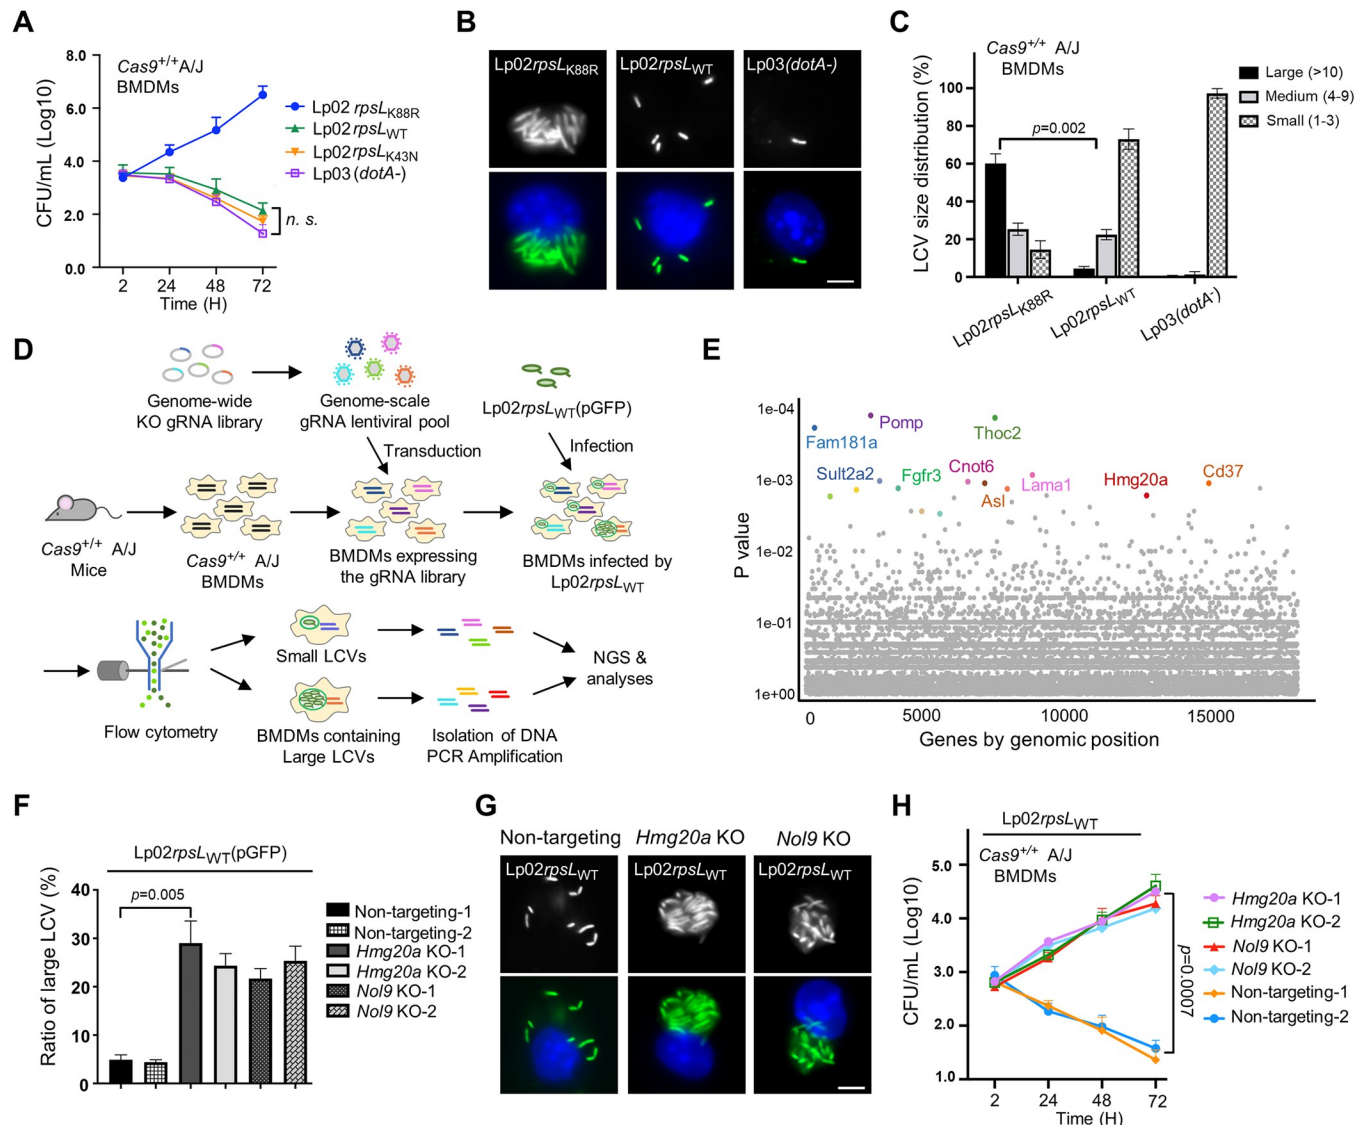 A
8.0
6.0
4.0
2.0
0.0
CFU/mL (Log10)
Cas9+/+A/J
BMDMs
Lp02 rpsLK88R
Lp02 rpsLWT
Lp02rpsLK43N
Lp03 (dotA-)
n. s.
2 24 48 72
Time (H)
B
Lp02rpsLK88R
Lp02rpsLWT
Lp03(dotA-)
C
Cas9+/+ A/J
BMDMs
LCV size distribution (%)
100
80
60
40
20
0
p=0.002
Large (>10)
Medium (4-9)
Small (1-3)
Lp02rpsLK88R
Lp02rpsLWT
Lp03(dotA-)
D
Genome-wide
KO gRNA library
Genome-scale
gRNA lentiviral pool
Lp02rpsLWT(pGFP)
Transduction
Infection
Cas9+/+ A/J
Mice
Cas9+/+ A/J
BMDMs
BMDMs expressing
the gRNA library
BMDMs infected by
Lp02rpsLWT
Flow cytometry
Small LCVs
BMDMs containing
Large LCVs
Isolation of DNA
PCR Amplification
NGS &
analyses
E
P value
1e-04
1e-03
1e-02
1e-01
1e+00
Fam181a
Pomp
Thoc2
Sult2a2
Fgfr3
Cnot6
Asl
Lama1
Hmg20a
Cd37
0 5000 10000 15000
Genes by genomic position
F
Lp02rpsLWT(pGFP)
Ratio of large LCV (%)
40
30
20
10
0
p=0.005
Non-targeting-1
Non-targeting-2
Hmg20a KO-1
Hmg20a KO-2
Nol9 KO-1
Nol9 KO-2
G
Non-targeting
Hmg20a KO
Nol9 KO
Lp02rpsLWT
Lp02rpsLWT
Lp02rpsLWT
H
Lp02rpsLWT
Cas9+/+ A/J
BMDMs
CFU/mL (Log10)
5.0
4.0
3.0
2.0
1.0
p=0.00007
Hmg20a KO-1
Hmg20a KO-2
Nol9 KO-1
Nol9 KO-2
Non-targeting-1
Non-targeting-2
2 24 48 72
Time (H)